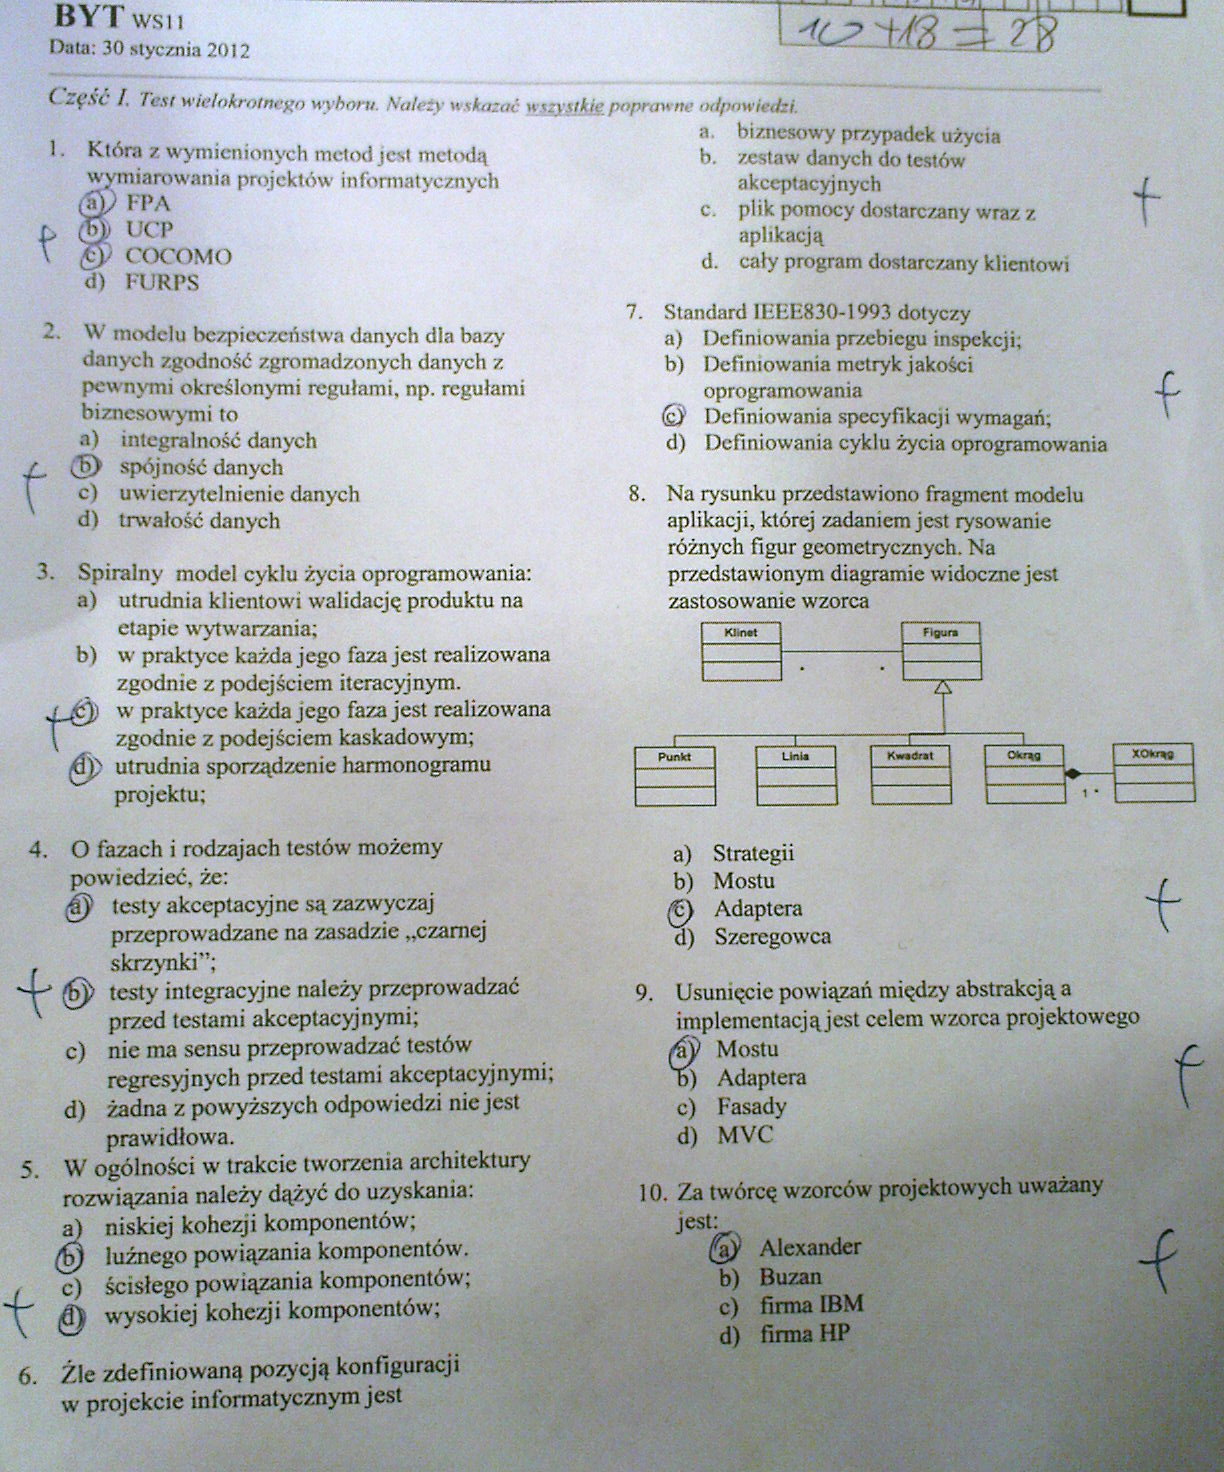 BYT WS11
10 + 18 = 28
Data: 30 stycznia 2012
Część I. Test wielokrotnego wyboru. Należy wskazać wszystkie poprawne odpowiedzi.
1. Która z wymienionych metod jest metodą
wymiarowania projektów informatycznych
a) FPA
b) UCP
c) COCOMO
d) FURPS
2. W modelu bezpieczeństwa danych dla bazy
danych zgodność zgromadzonych danych z
pewnymi określonymi regułami, np. regułami
biznesowymi to
a) integralność danych
b) spójność danych
c) uwierzytelnienie danych
d) trwałość danych
3. Spiralny model cyklu życia oprogramowania:
a) utrudnia klientowi walidację produktu na
etapie wytwarzania;
b) w praktyce każda jego faza jest realizowana
zgodnie z podejściem iteracyjnym.
c) w praktyce każda jego faza jest realizowana
zgodnie z podejściem kaskadowym;
d) utrudnia sporządzenie harmonogramu
projektu;
4. O fazach i rodzajach testów możemy
powiedzieć, że:
a) testy akceptacyjne są zazwyczaj
przeprowadzane na zasadzie „czarnej
skrzynki”;
b) testy integracyjne należy przeprowadzać
przed testami akceptacyjnymi;
c) nie ma sensu przeprowadzać testów
regresyjnych przed testami akceptacyjnymi;
d) żadna z powyższych odpowiedzi nie jest
prawidłowa.
5. W ogólności w trakcie tworzenia architektury
rozwiązania należy dążyć do uzyskania:
a) niskiej kohezji komponentów;
b) luźnego powiązania komponentów.
c) ścisłego powiązania komponentów;
d) wysokiej kohezji komponentów;
6. Źle zdefiniowaną pozycją konfiguracji
w projekcie informatycznym jest
a. biznesowy przypadek użycia
b. zestaw danych do testów
akceptacyjnych
c. plik pomocy dostarczany wraz z
aplikacją
d. cały program dostarczany klientowi
7. Standard IEEE830-1993 dotyczy
a) Definiowania przebiegu inspekcji;
b) Definiowania metryk jakości
oprogramowania
c) Definiowania specyfikacji wymagań;
d) Definiowania cyklu życia oprogramowania
8. Na rysunku przedstawiono fragment modelu
aplikacji, której zadaniem jest rysowanie
różnych figur geometrycznych. Na
przedstawionym diagramie widoczne jest
zastosowanie wzorca
Klinet Figura
* *
Punkt Linia Kwadrat Okrąg XOkrąg
1 *
a) Strategii
b) Mostu
c) Adaptera
d) Szeregowca
9. Usunięcie powiązań między abstrakcją a
implementacją jest celem wzorca projektowego
a) Mostu
b) Adaptera
c) Fasady
d) MVC
10. Za twórcę wzorców projektowych uważany
jest:
a) Alexander
b) Buzan
c) firma IBM
d) firma HP